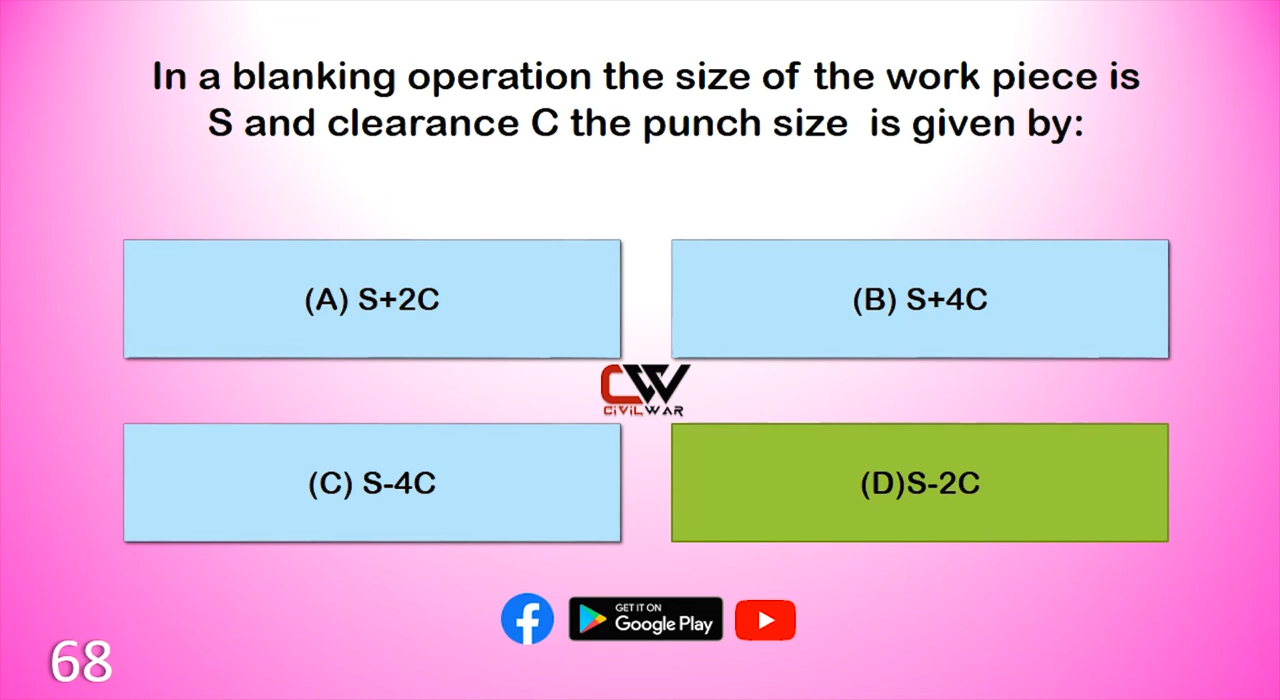 In a blanking operation the size of the work piece is
S and clearance C the punch size is given by:
(A) S+2C
(B) S+4C
CW
CIVILWAR
(C) S-4C
(D)S-2C
GET IT ON
Google Play
68